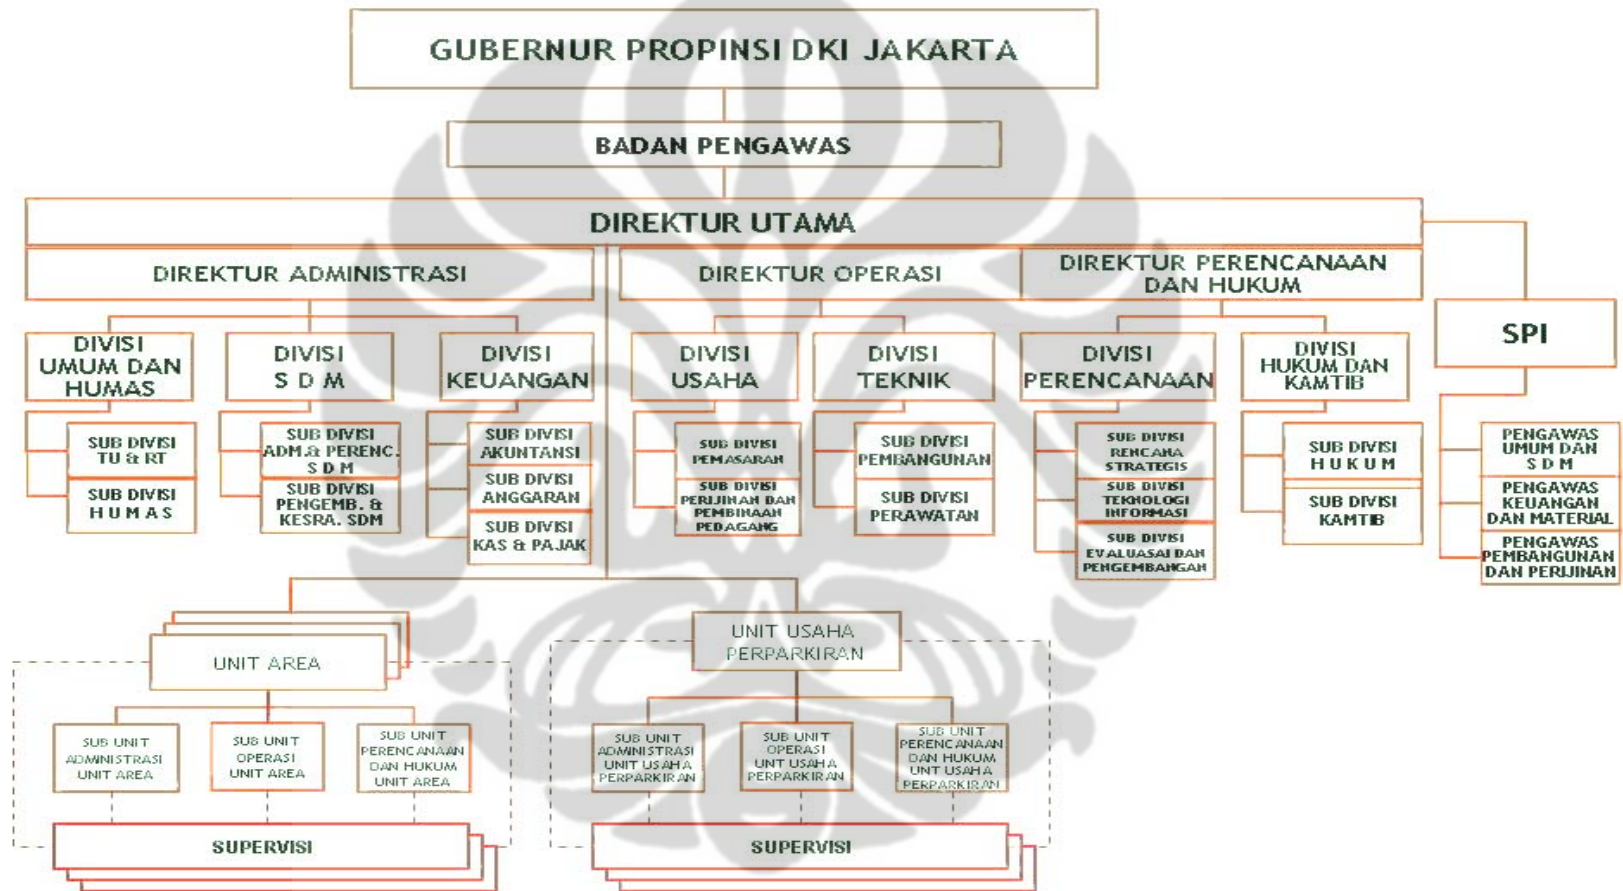 GUBERNUR PROPINSI DKI JAKARTA
BADAN PENGAWAS
DIREKTUR UTAMA
DIREKTUR ADMINISTRASI
DIREKTUR OPERASI
DIREKTUR PERENCANAAN
DAN HUKUM
SPI
DIVISI
UMUM DAN
HUMAS
DIVISI
S D M
DIVISI
KEUANGAN
DIVISI
USAHA
DIVISI
TEKNIK
DIVISI
PERENCANAAN
DIVISI
HUKUM DAN
KAMTIB
SUB DIVISI
TU & RT
SUB DIVISI
H U M A S
SUB DIVISI
ADM.& PERENC.
S D M
SUB DIVISI
PENGEMB. &
KESRA. SDM
SUB DIVISI
AKUNTANSI
SUB DIVISI
ANGGARAN
SUB DIVISI
KAS & PAJAK
SUB DIVISI
PEMASARAN
SUB DIVISI
PERIJINAN DAN
PEMBINAAN
PEDAGANG
SUB DIVISI
PEMBANGUNAN
SUB DIVISI
PERAWATAN
SUB DIVISI
RENCANA
STRATEGIS
SUB DIVISI
TEKNOLOGI
INFORMASI
SUB DIVISI
EVALUASAI DAN
PENGEMBANGAN
SUB DIVISI
H U K U M
SUB DIVISI
KAMTIB
PENGAWAS
UMUM DAN
S D M
PENGAWAS
KEUANGAN
DAN MATERIAL
PENGAWAS
PEMBANGUNAN
DAN PERIJINAN
UNIT AREA
UNIT USAHA
PERPARKIRAN
SUB UNIT
ADMINISTRASI
UNIT AREA
SUB UNIT
OPERASI
UNIT AREA
SUB UNIT
PERENCANAAN
DAN HUKUM
UNIT AREA
SUB UNIT
ADMINISTRASI
UNIT USAHA
PERPARKIRAN
SUB UNIT
OPERASI
UNT USAHA
PERPARKIRAN
SUB UNIT
PERENCANAAN
DAN HUKUM
UNT USAHA
PERPARKIRAN
SUPERVISI
SUPERVISI